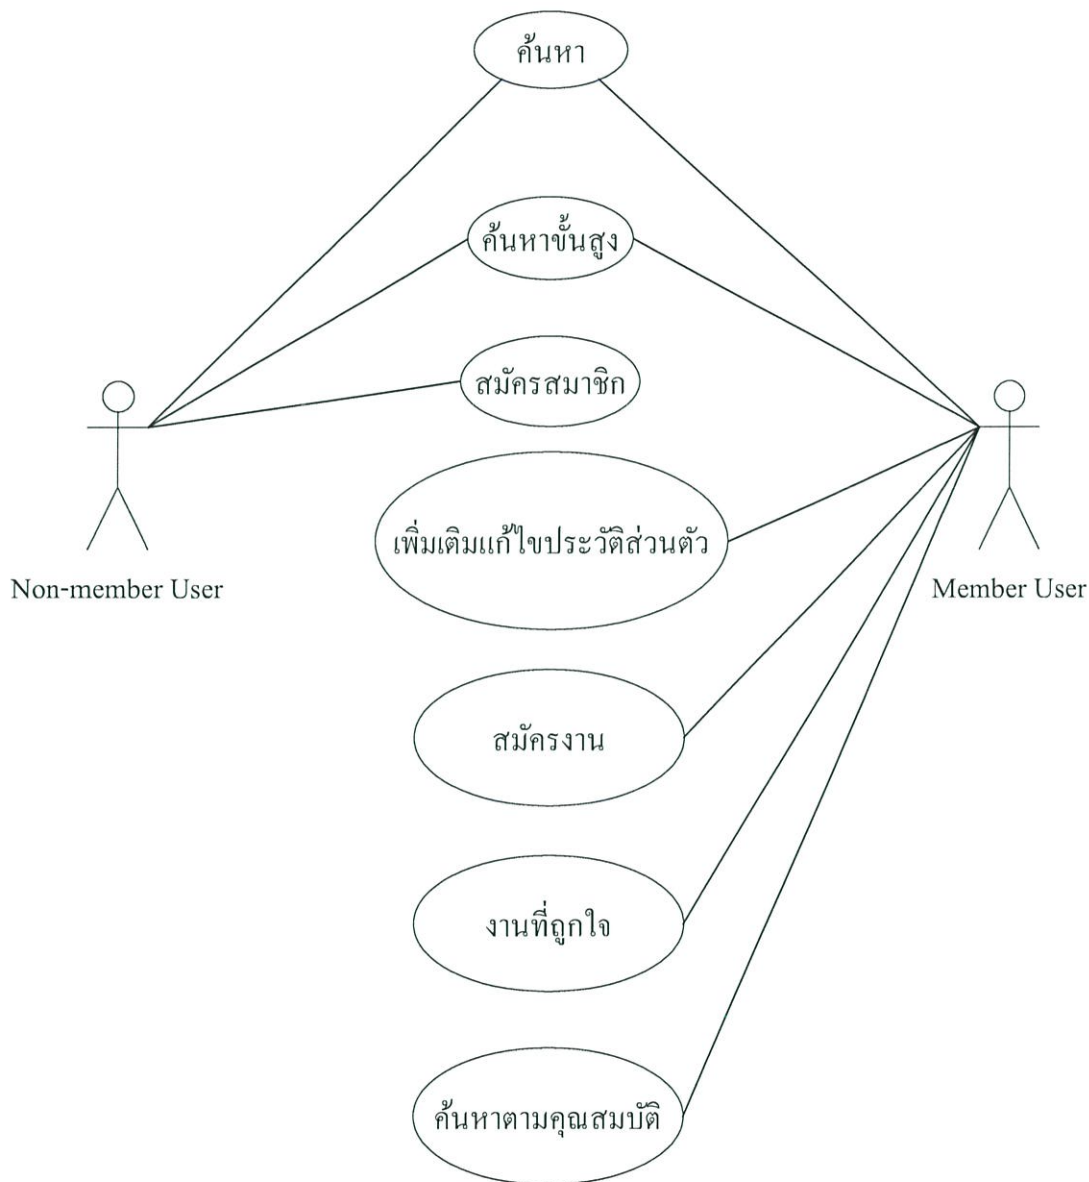 ค้นหา
ค้นหาขั้นสูง
สมัครสมาชิก
เพิ่มเติมแก้ไขประวัติส่วนตัว
Non-member User
Member User
สมัครงาน
งานที่ถูกใจ
ค้นหาตามคุณสมบัติ